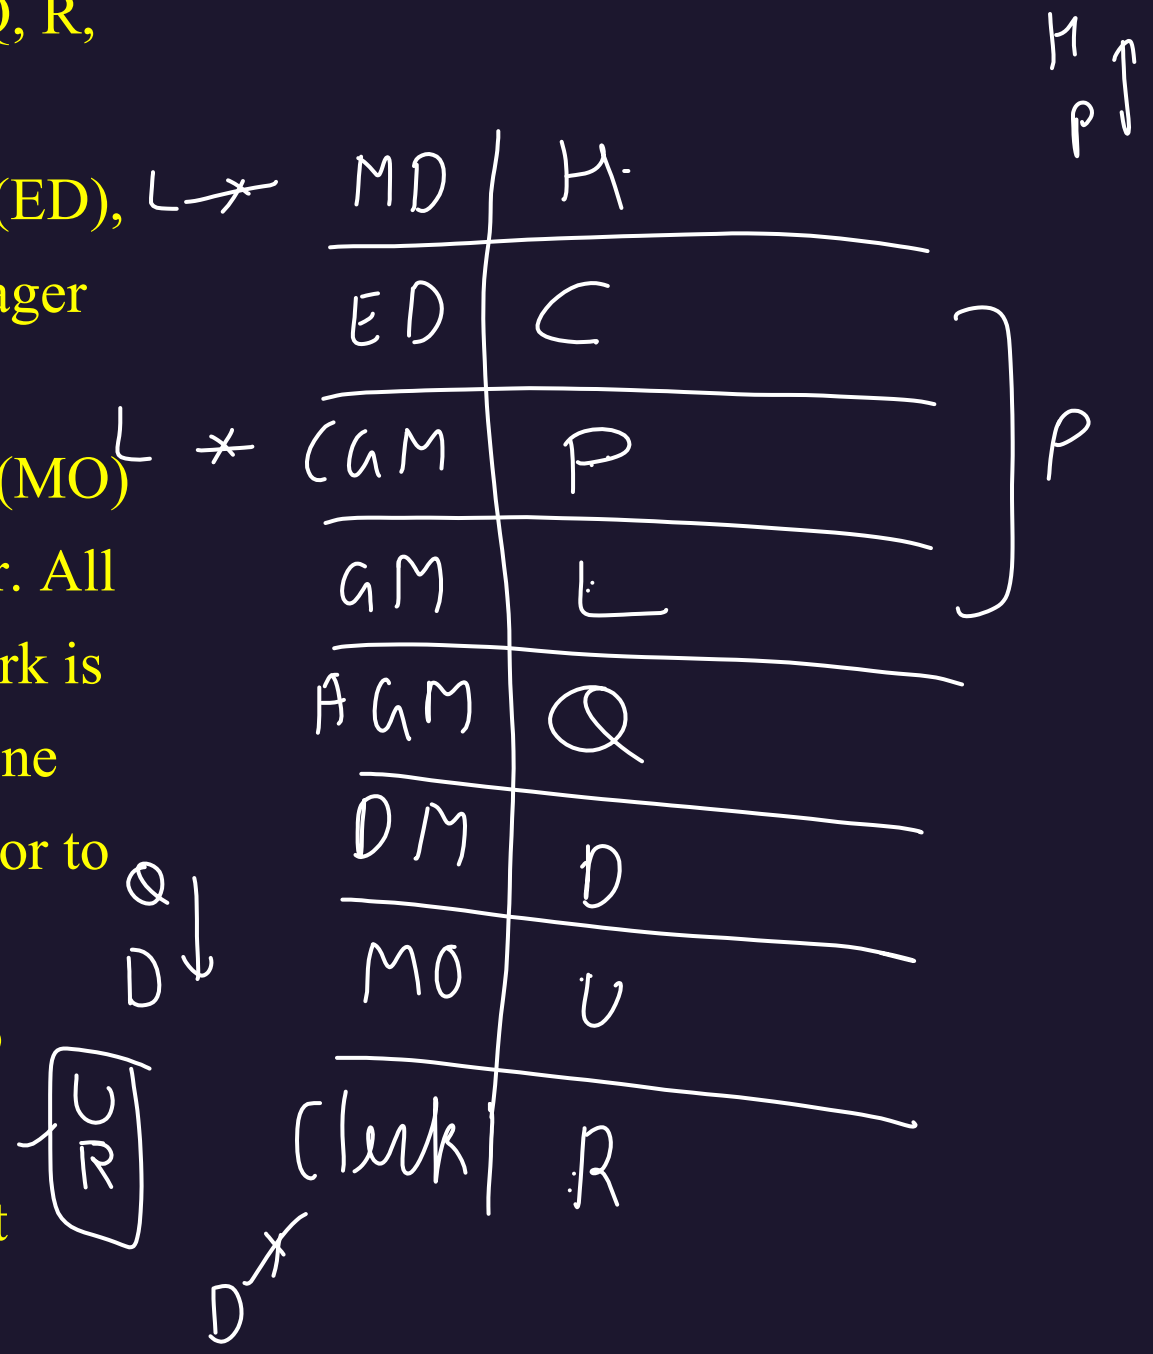 Q, R,
H
P
(ED), L MD H
ager
ED C
P
L CGM P
(MO)
r. All
GM L
rk is
AGM Q
ne
or to
DM D
Q
D
MO U
U
R
Clerk R
t
D